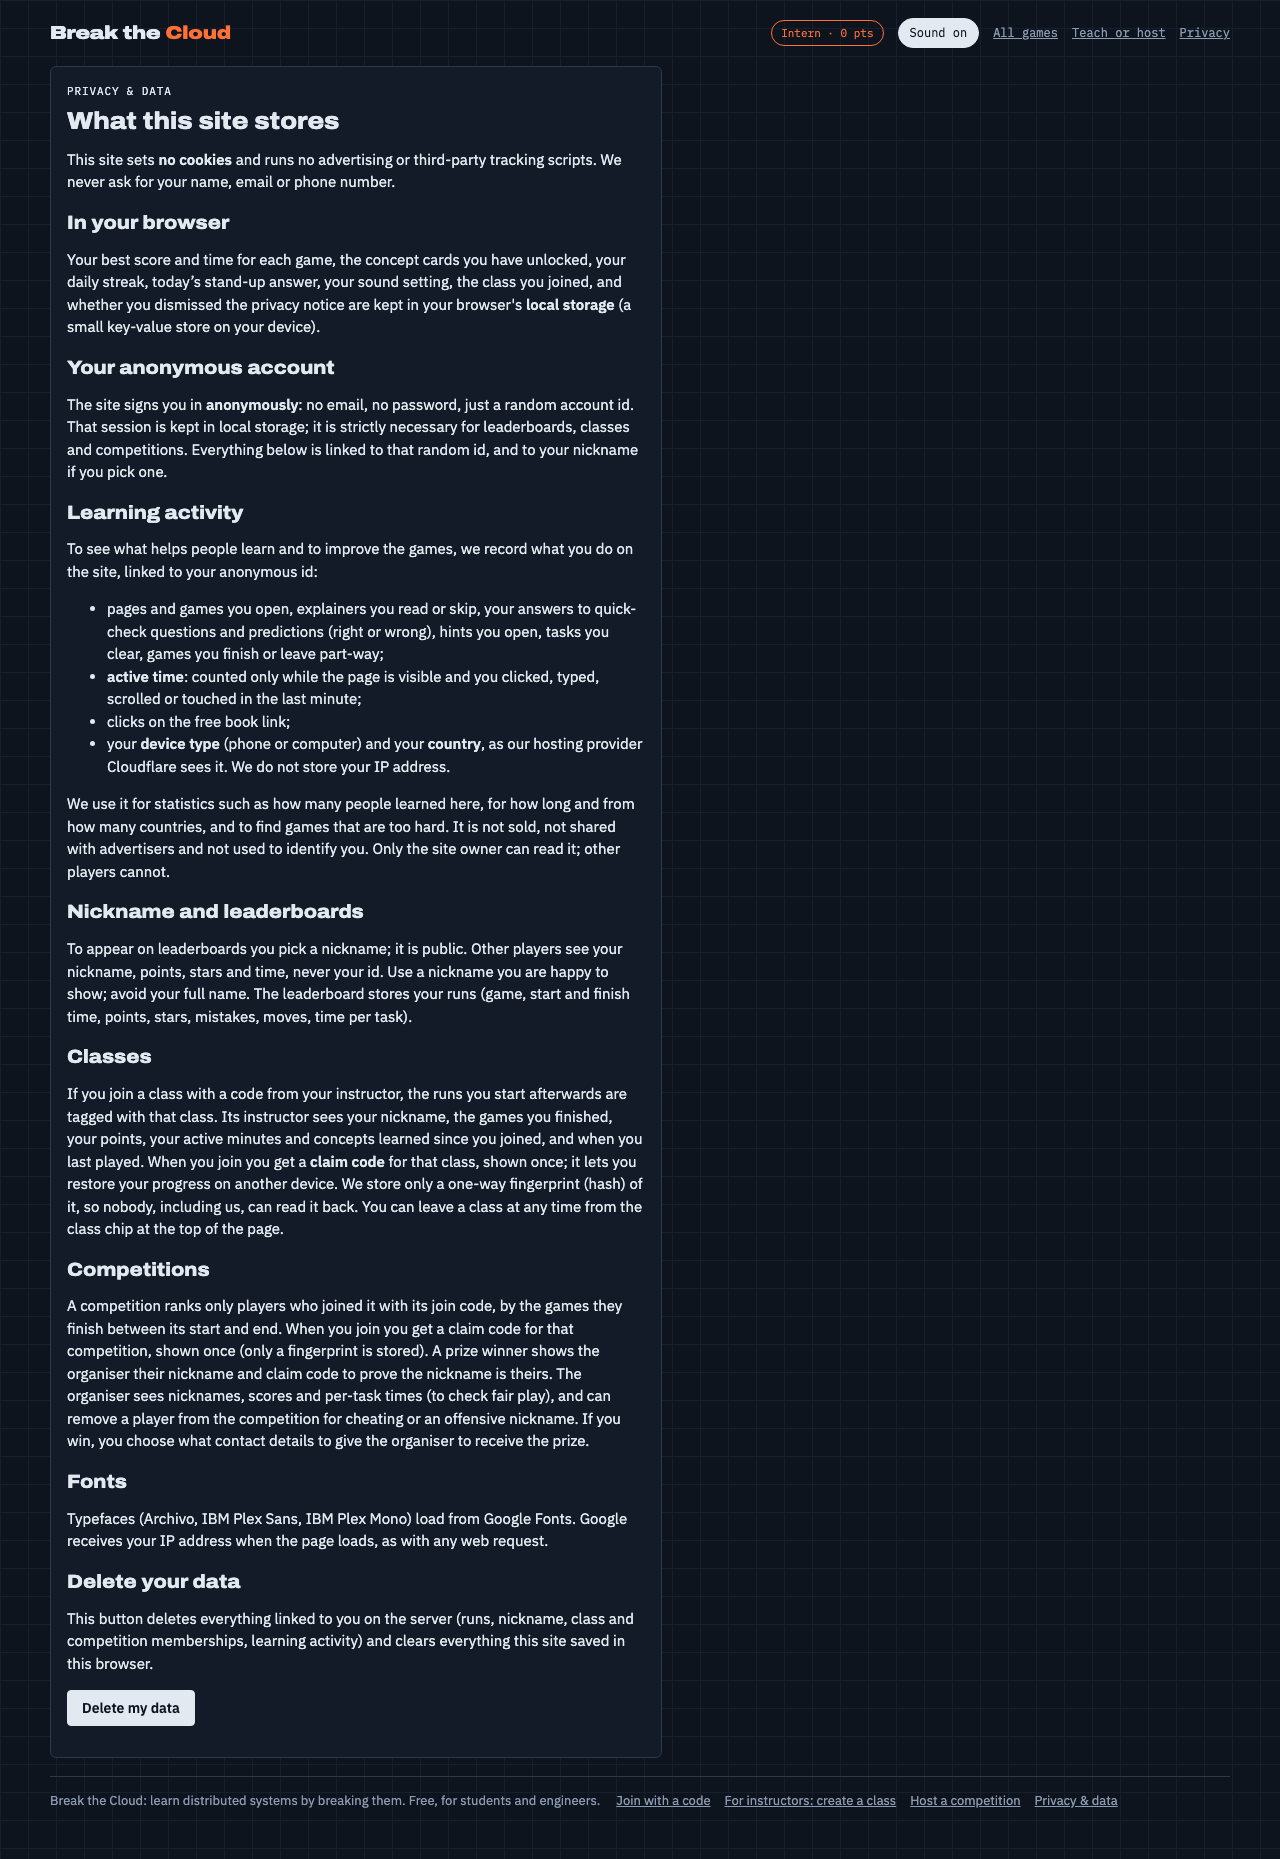 Break the Cloud
Intern · 0 pts
Sound on
All games
Teach or host
Privacy
PRIVACY & DATA
What this site stores
This site sets no cookies and runs no advertising or third-party tracking scripts. We
never ask for your name, email or phone number.
In your browser
Your best score and time for each game, the concept cards you have unlocked, your
daily streak, today’s stand-up answer, your sound setting, the class you joined, and
whether you dismissed the privacy notice are kept in your browser's local storage (a
small key-value store on your device).
Your anonymous account
The site signs you in anonymously: no email, no password, just a random account id.
That session is kept in local storage; it is strictly necessary for leaderboards, classes
and competitions. Everything below is linked to that random id, and to your nickname
if you pick one.
Learning activity
To see what helps people learn and to improve the games, we record what you do on
the site, linked to your anonymous id:
• pages and games you open, explainers you read or skip, your answers to quick-
check questions and predictions (right or wrong), hints you open, tasks you
clear, games you finish or leave part-way;
• active time: counted only while the page is visible and you clicked, typed,
scrolled or touched in the last minute;
• clicks on the free book link;
• your device type (phone or computer) and your country, as our hosting provider
Cloudflare sees it. We do not store your IP address.
We use it for statistics such as how many people learned here, for how long and from
how many countries, and to find games that are too hard. It is not sold, not shared
with advertisers and not used to identify you. Only the site owner can read it; other
players cannot.
Nickname and leaderboards
To appear on leaderboards you pick a nickname; it is public. Other players see your
nickname, points, stars and time, never your id. Use a nickname you are happy to
show; avoid your full name. The leaderboard stores your runs (game, start and finish
time, points, stars, mistakes, moves, time per task).
Classes
If you join a class with a code from your instructor, the runs you start afterwards are
tagged with that class. Its instructor sees your nickname, the games you finished,
your points, your active minutes and concepts learned since you joined, and when you
last played. When you join you get a claim code for that class, shown once; it lets you
restore your progress on another device. We store only a one-way fingerprint (hash) of
it, so nobody, including us, can read it back. You can leave a class at any time from the
class chip at the top of the page.
Competitions
A competition ranks only players who joined it with its join code, by the games they
finish between its start and end. When you join you get a claim code for that
competition, shown once (only a fingerprint is stored). A prize winner shows the
organiser their nickname and claim code to prove the nickname is theirs. The
organiser sees nicknames, scores and per-task times (to check fair play), and can
remove a player from the competition for cheating or an offensive nickname. If you
win, you choose what contact details to give the organiser to receive the prize.
Fonts
Typefaces (Archivo, IBM Plex Sans, IBM Plex Mono) load from Google Fonts. Google
receives your IP address when the page loads, as with any web request.
Delete your data
This button deletes everything linked to you on the server (runs, nickname, class and
competition memberships, learning activity) and clears everything this site saved in
this browser.
Delete my data
Break the Cloud: learn distributed systems by breaking them. Free, for students and engineers.
Join with a code
For instructors: create a class
Host a competition
Privacy & data